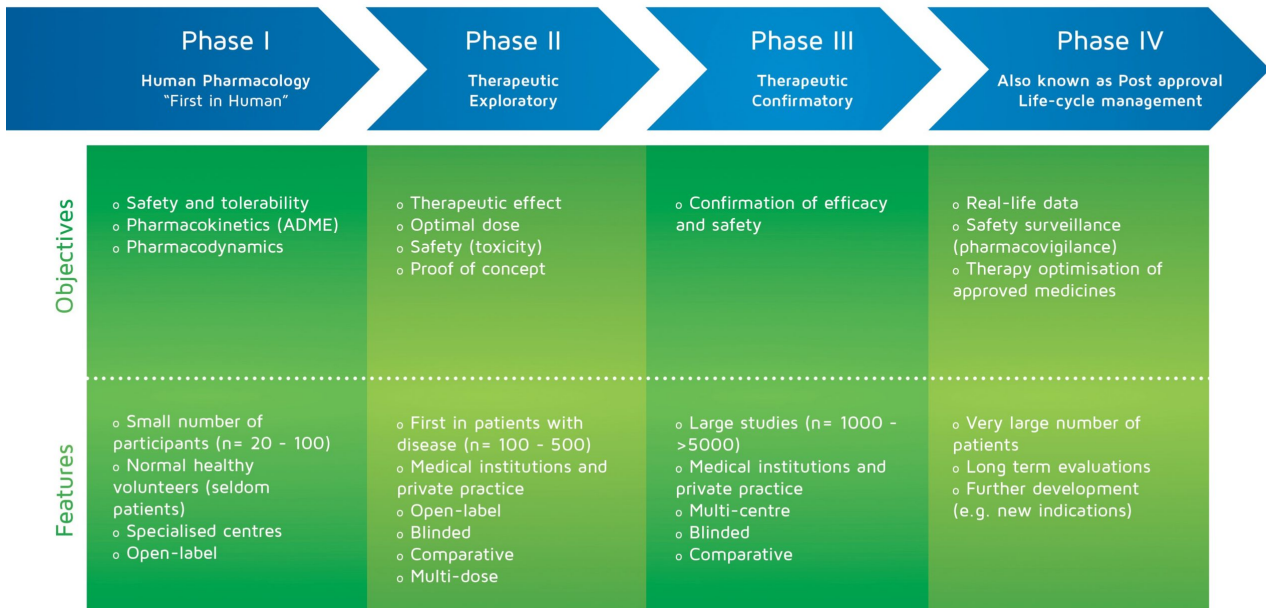 Phase I
Human Pharmacology
"First in Human"
Phase II
Therapeutic
Exploratory
Phase III
Therapeutic
Confirmatory
Phase IV
Also known as Post approval
Life-cycle management
Objectives
o Safety and tolerability
o Pharmacokinetics (ADME)
o Pharmacodynamics
o Therapeutic effect
o Optimal dose
o Safety (toxicity)
o Proof of concept
o Confirmation of efficacy
and safety
o Real-life data
o Safety surveillance
(pharmacovigilance)
o Therapy optimisation of
approved medicines
Features
o Small number of
participants (n= 20 - 100)
o Normal healthy
volunteers (seldom
patients)
o Specialised centres
o Open-label
o First in patients with
disease (n= 100 - 500)
o Medical institutions and
private practice
o Open-label
o Blinded
o Comparative
o Multi-dose
o Large studies (n= 1000 -
>5000)
o Medical institutions and
private practice
o Multi-centre
o Blinded
o Comparative
o Very large number of
patients
o Long term evaluations
o Further development
(e.g. new indications)